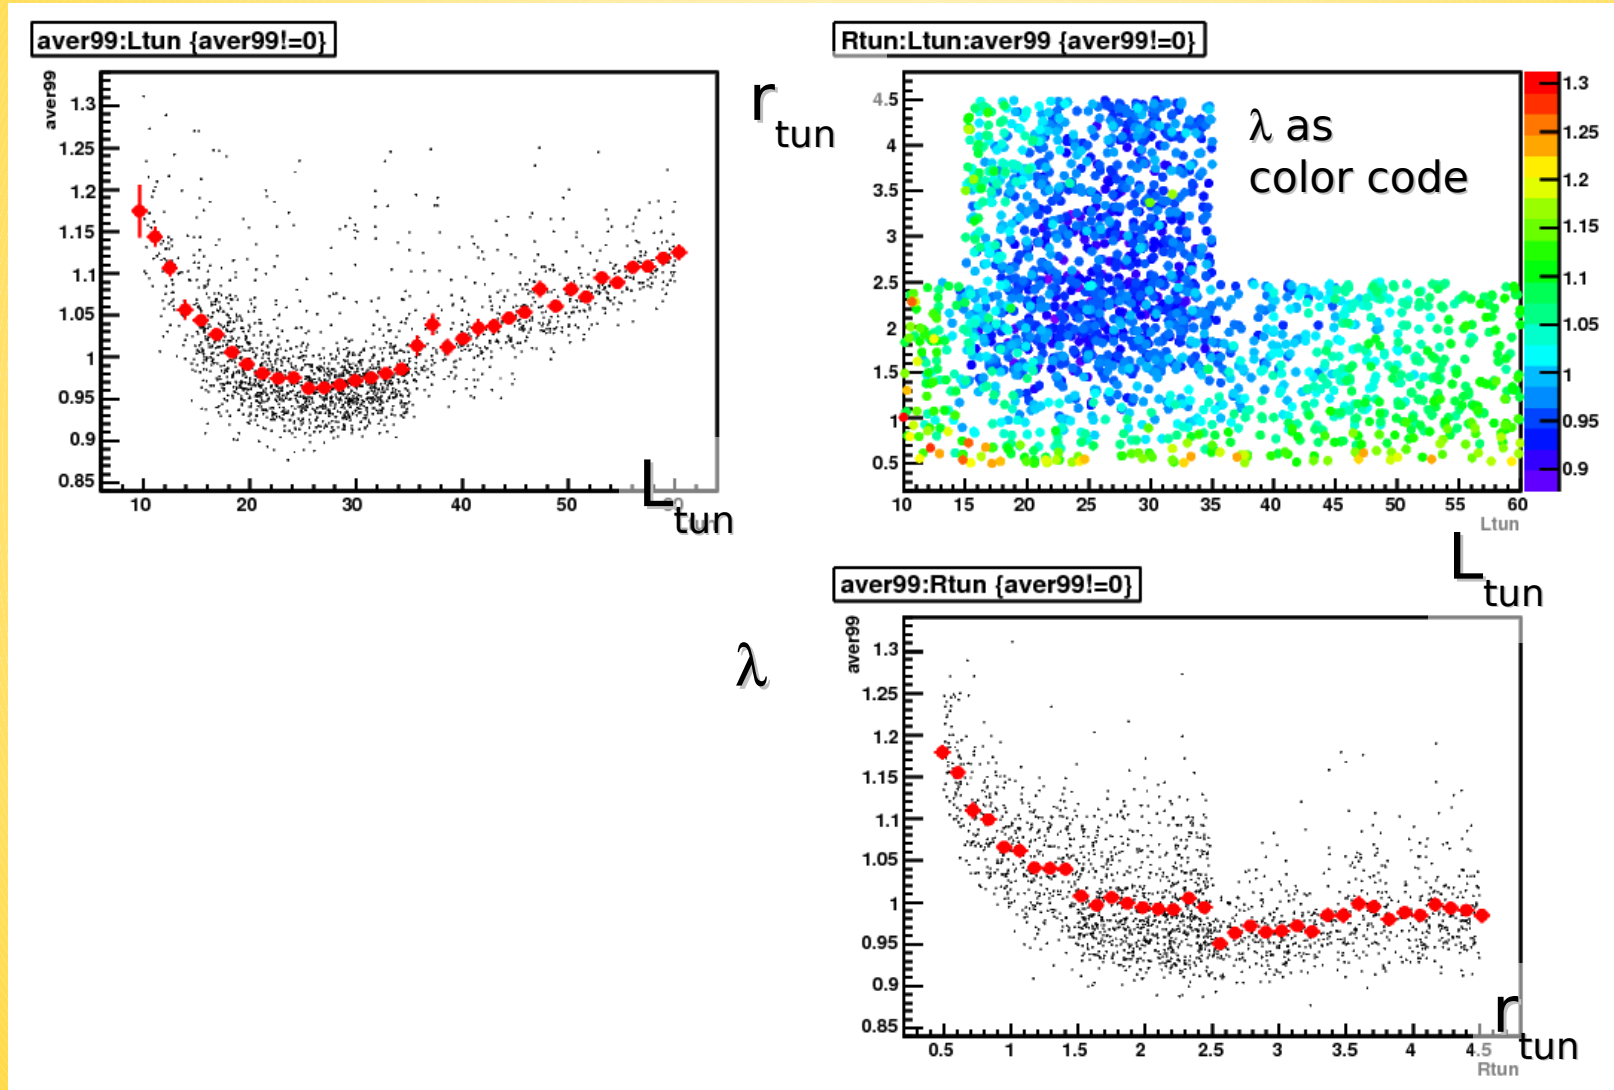 aver99:Ltun {aver99!=0}
aver99
1.3
1.25
1.2
1.15
1.1
1.05
1
0.95
0.9
0.85
10 20 30 40 50 60
Ltun
L tun
r tun
Rtun:Ltun:aver99 {aver99!=0}
λ as
color code
4.5
4
3.5
3
2.5
2
1.5
1
0.5
10 15 20 25 30 35 40 45 50 55 60
Ltun
1.3
1.25
1.2
1.15
1.1
1.05
1
0.95
0.9
L tun
aver99:Rtun {aver99!=0}
λ
aver99
1.3
1.25
1.2
1.15
1.1
1.05
1
0.95
0.9
0.85
0.5 1 1.5 2 2.5 3 3.5 4 4.5
Rtun
r tun